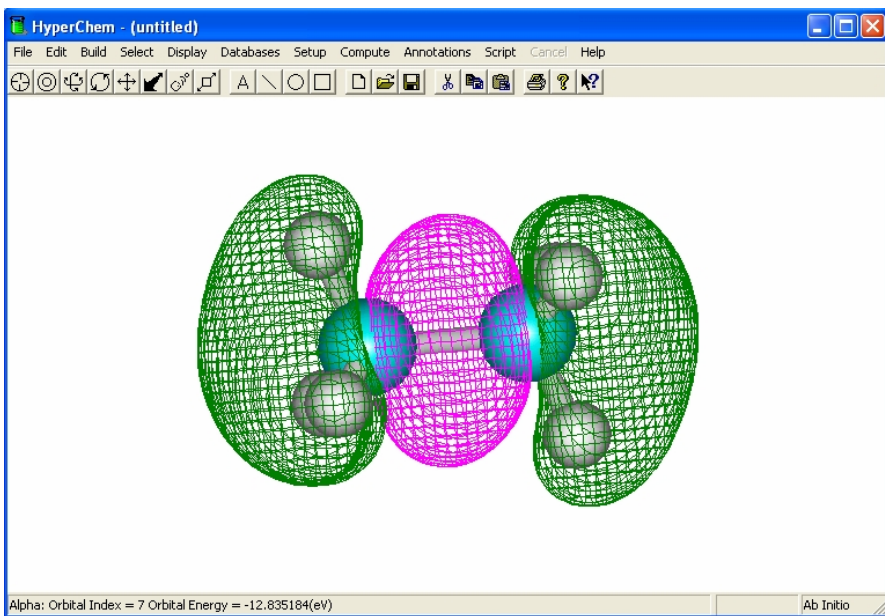 HyperChem - (untitled)
File Edit Build Select Display Databases Setup Compute Annotations Script Cancel Help
A
Alpha: Orbital Index = 7 Orbital Energy = -12.835184(eV) Ab Initio